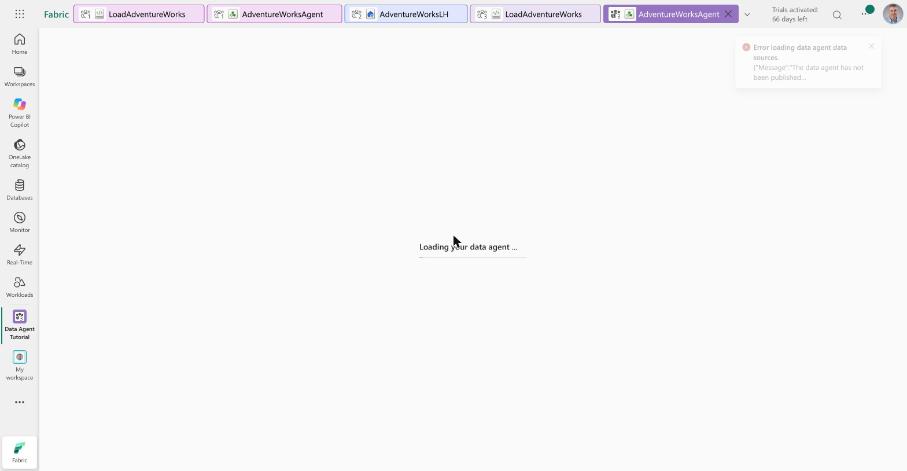 Fabric
LoadAdventureWorks
AdventureWorksAgent
AdventureWorksLH
LoadAdventureWorks
AdventureWorksAgent
Trials activated:
66 days left
Home
Workspaces
Power BI
Copilot
OneLake
catalog
Databases
Monitor
Real-Time
Workloads
Data Agent
Tutorial
My
workspace
Fabric
Error loading data agent data
sources.
{"Message":"The data agent has not
been published...
Loading your data agent ...